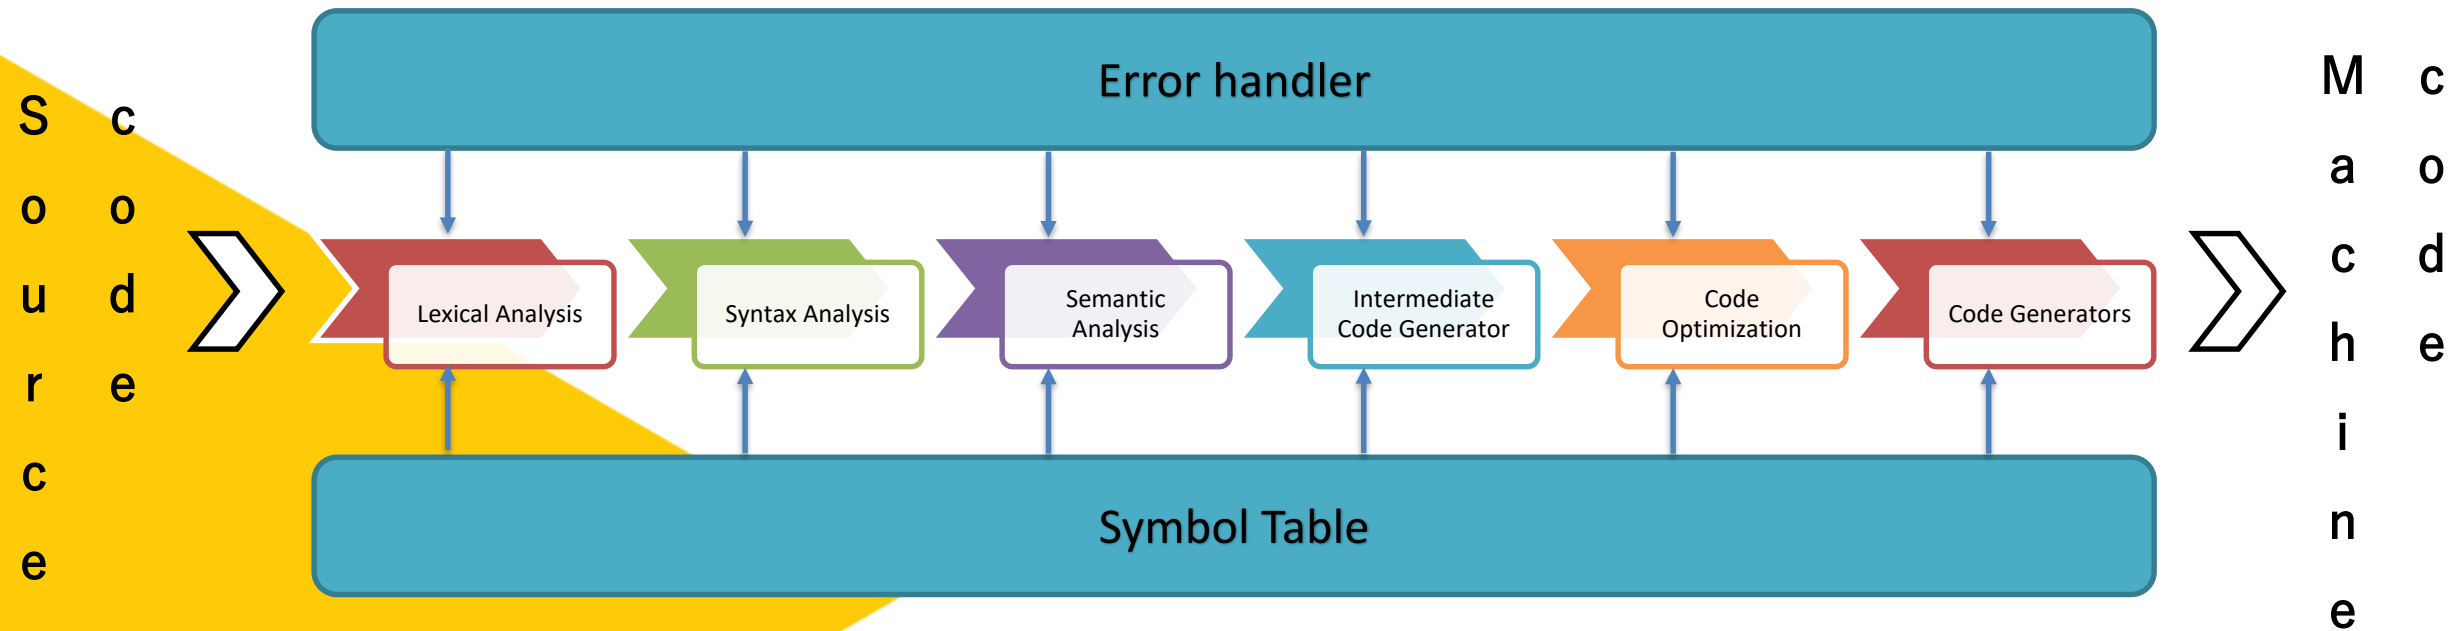 Source
code
Error handler
Lexical Analysis
Syntax Analysis
Semantic
Analysis
Intermediate
Code Generator
Code
Optimization
Code Generators
Symbol Table
Machine
code